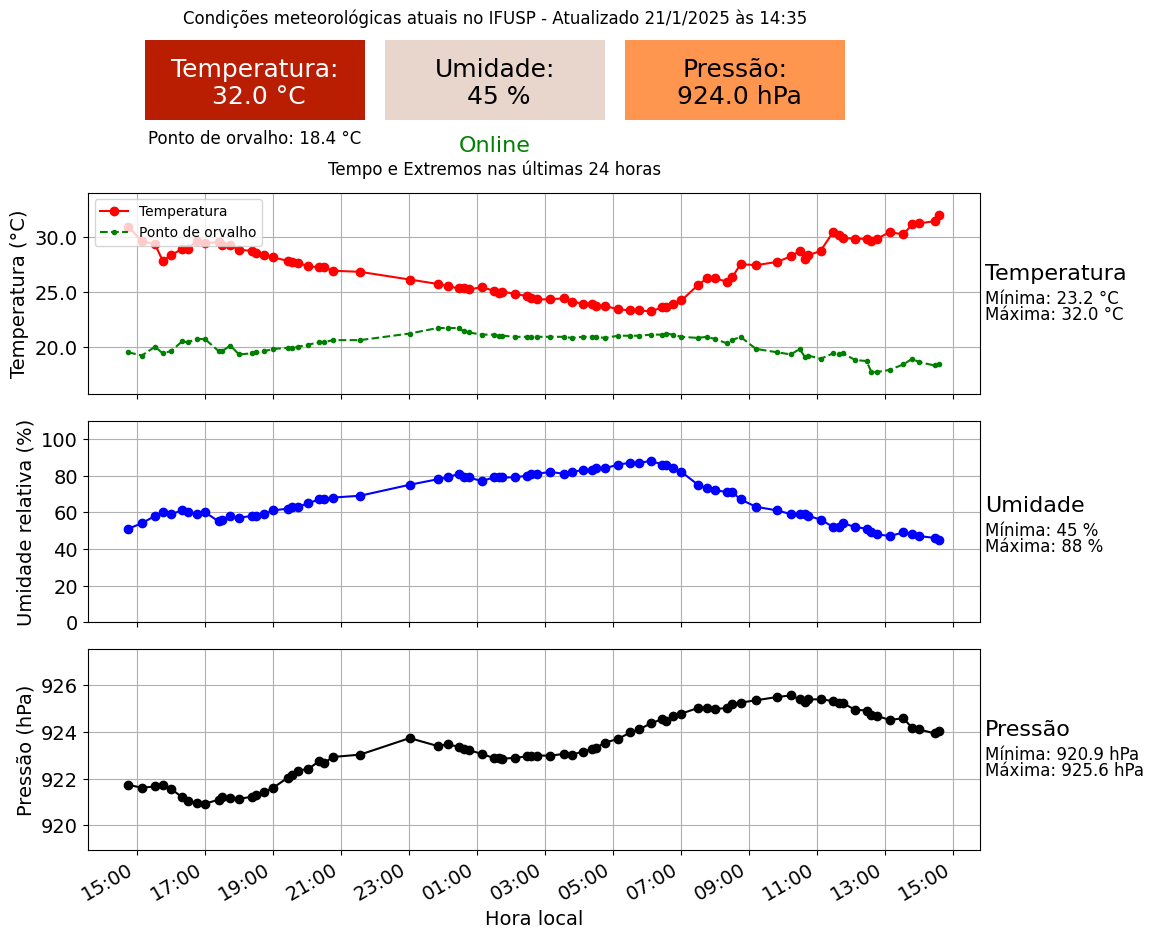 Condições meteorológicas atuais no IFUSP - Atualizado 21/1/2025 às 14:35
Temperatura:
32.0 °C
Umidade:
45 %
Pressão:
924.0 hPa
Ponto de orvalho: 18.4 °C
Online
Tempo e Extremos nas últimas 24 horas
Temperatura (°C)
30.0
25.0
20.0
Temperatura
Ponto de orvalho
Temperatura
Mínima: 23.2 °C
Máxima: 32.0 °C
Umidade relativa (%)
100
80
60
40
20
0
Umidade
Mínima: 45 %
Máxima: 88 %
Pressão (hPa)
926
924
922
920
Pressão
Mínima: 920.9 hPa
Máxima: 925.6 hPa
15:00 17:00 19:00 21:00 23:00 01:00 03:00 05:00 07:00 09:00 11:00 13:00 15:00
Hora local